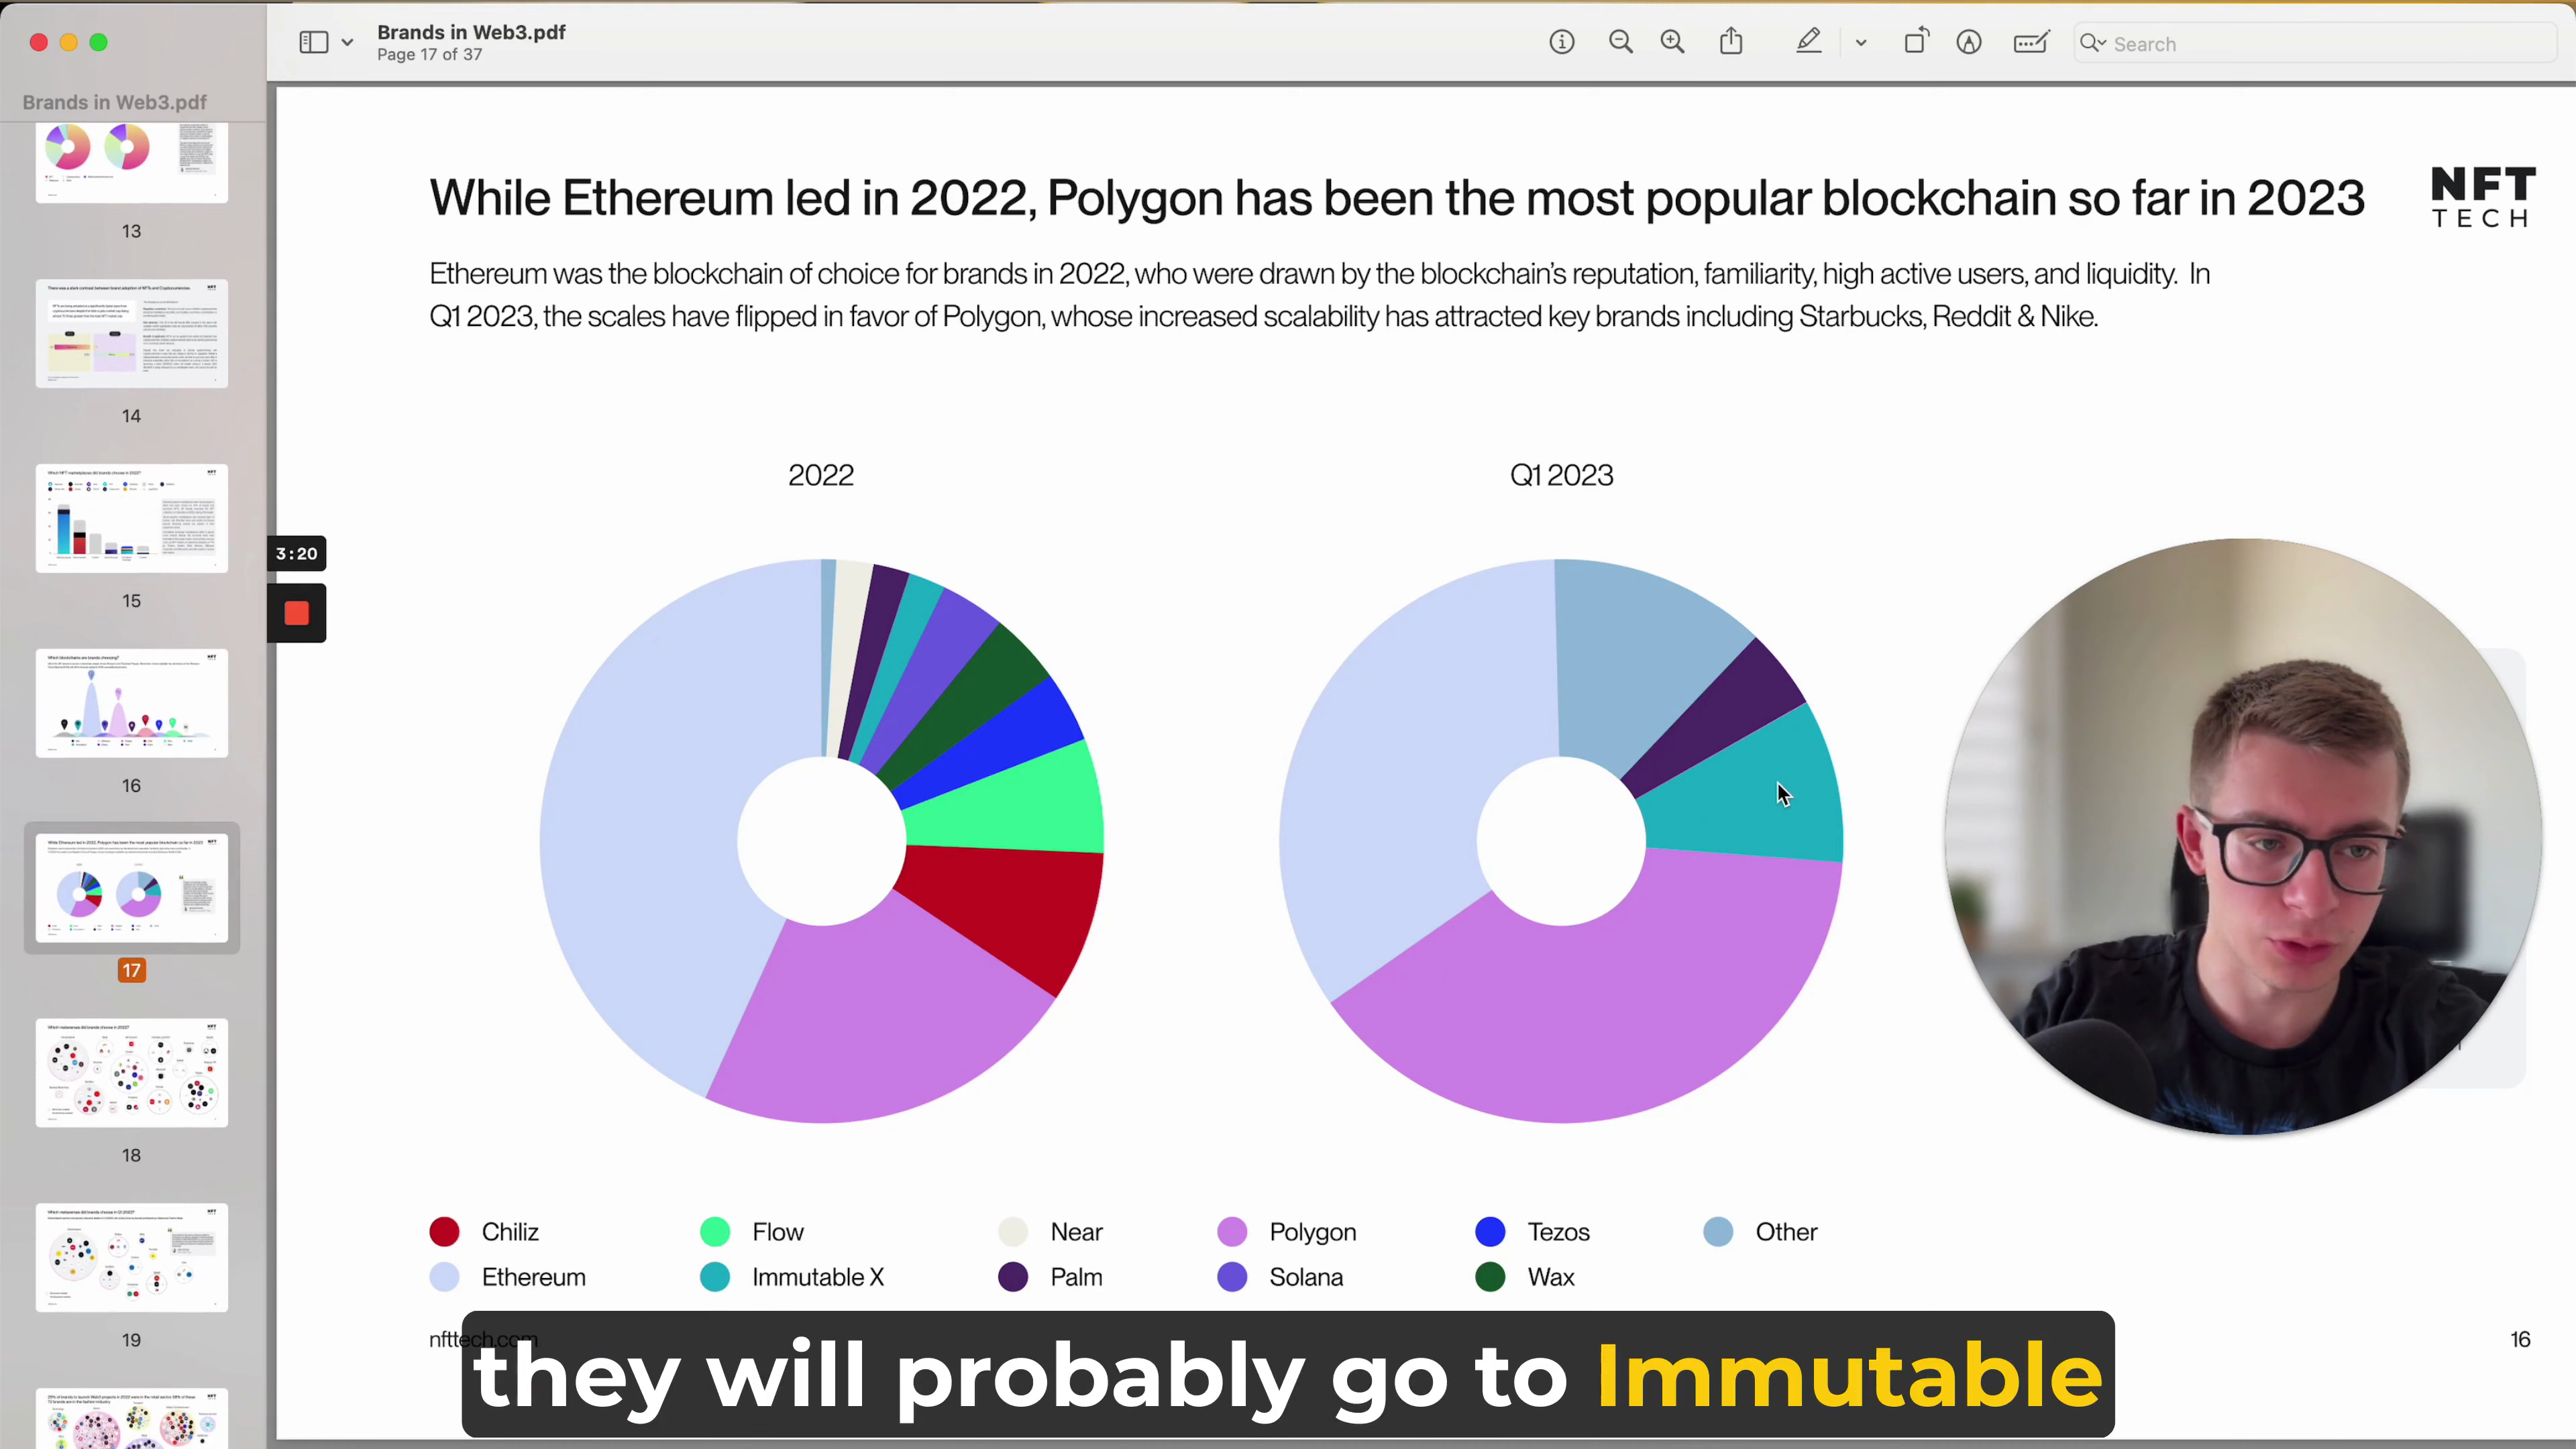 Brands in Web3.pdf
Page 17 of 37
Search
Brands in Web3.pdf
13
14
15
16
17
18
19
3:20
While Ethereum led in 2022, Polygon has been the most popular blockchain so far in 2023
NFT
TECH
Ethereum was the blockchain of choice for brands in 2022, who were drawn by the blockchain's reputation, familiarity, high active users, and liquidity. In
Q1 2023, the scales have flipped in favor of Polygon, whose increased scalability has attracted key brands including Starbucks, Reddit & Nike.
2022
Q1 2023
Chiliz
Flow
Near
Polygon
Tezos
Other
Ethereum
Immutable X
Palm
Solana
Wax
nfttech.com
16
they will probably go to Immutable